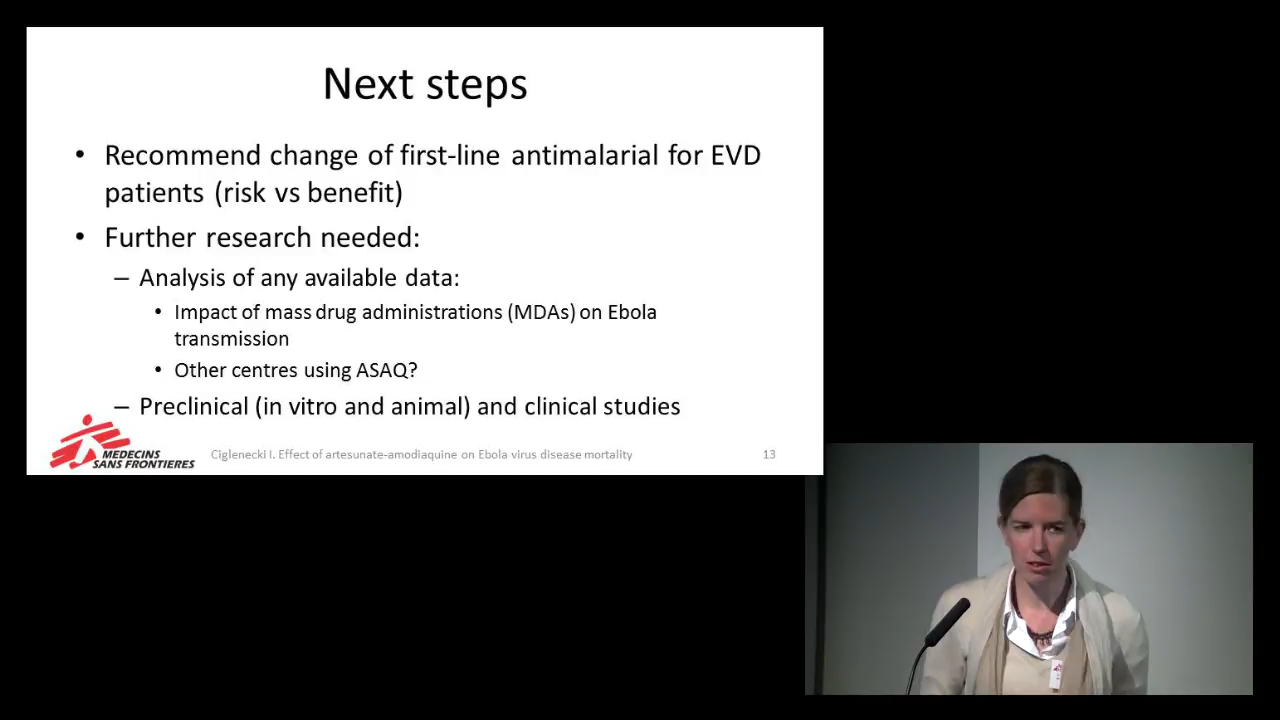 Next steps
• Recommend change of first-line antimalarial for EVD
patients (risk vs benefit)
• Further research needed:
– Analysis of any available data:
• Impact of mass drug administrations (MDAs) on Ebola
transmission
• Other centres using ASAQ?
– Preclinical (in vitro and animal) and clinical studies
MEDECINS
SANS FRONTIERES
Ciglenecki I. Effect of artesunate-amodiaquine on Ebola virus disease mortality
13